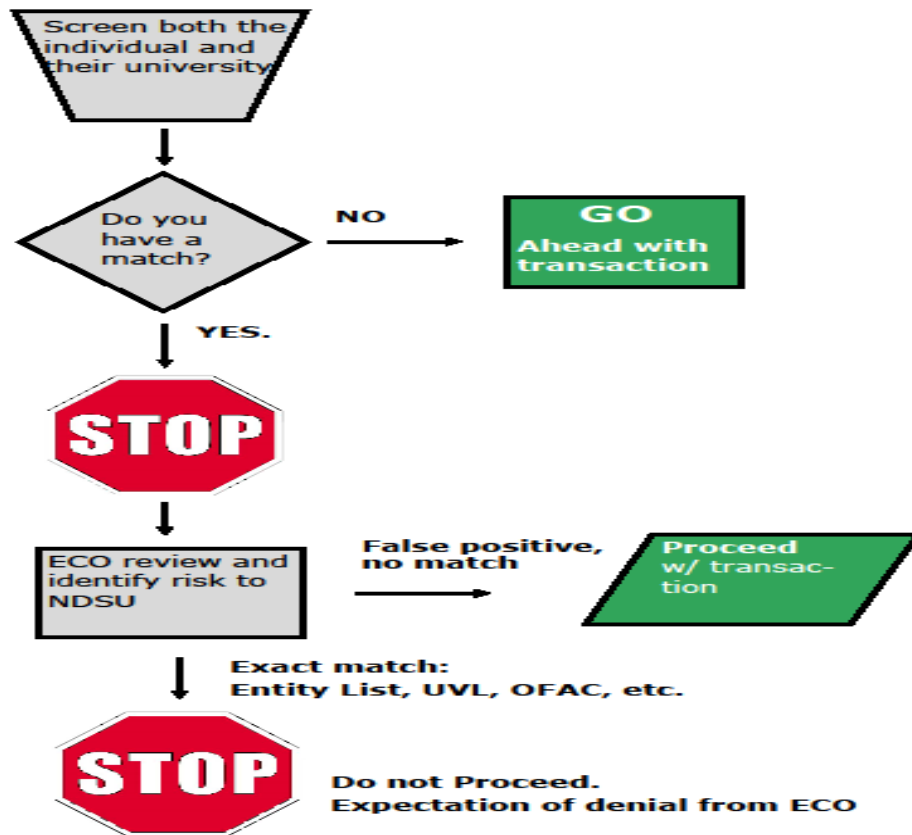 Screen both the
individual and
their university
Do you
have a
match?
NO
GO
Ahead with
transaction
YES.
STOP
ECO review and
identify risk to
NDSU
False positive,
no match
Proceed
w/ transac-
tion
Exact match:
Entity List, UVL, OFAC, etc.
STOP
Do not Proceed.
Expectation of denial from ECO